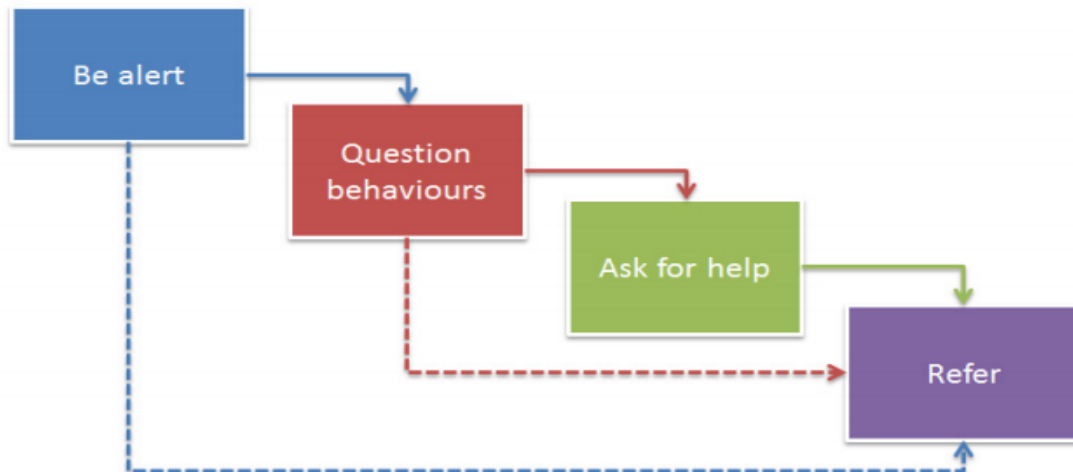 Be alert
Question
behaviours
Ask for help
Refer